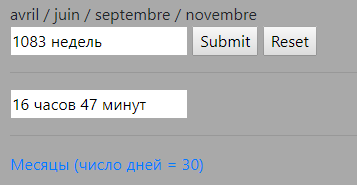 avril / juin / septembre / novembre
1083 недель Submit Reset
16 часов 47 минут
Месяцы (число дней = 30)